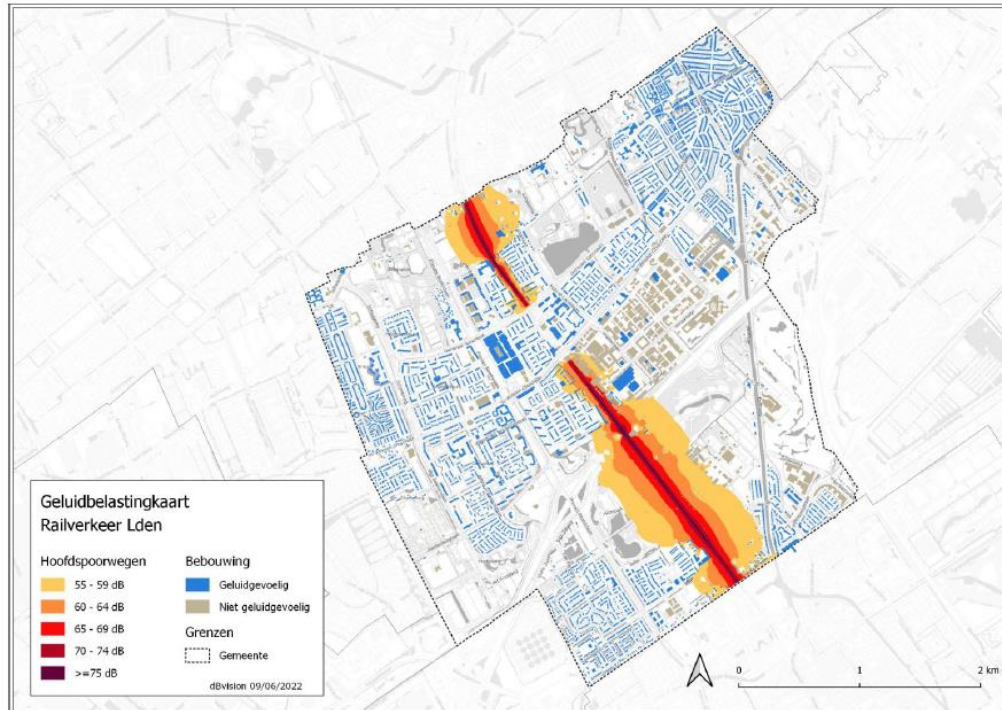 Geluidbelastingkaart
Railverkeer Lden
Hoofdspoorwegen
55 - 59 dB
60 - 64 dB
65 - 69 dB
70 - 74 dB
>=75 dB
Bebouwing
Geluidgevoelig
Niet geluidgevoelig
Grenzen
Gemeente
dBvision 09/06/2022
0 1 2 km